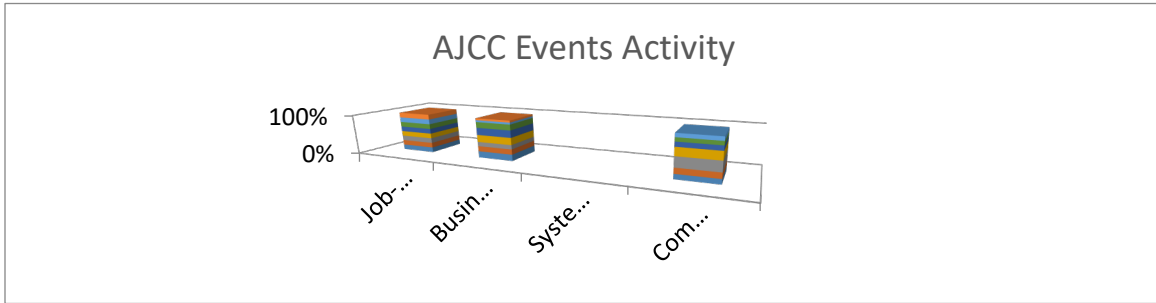 AJCC Events Activity
100%
0%
Job-...
Busin...
Syste...
Com...